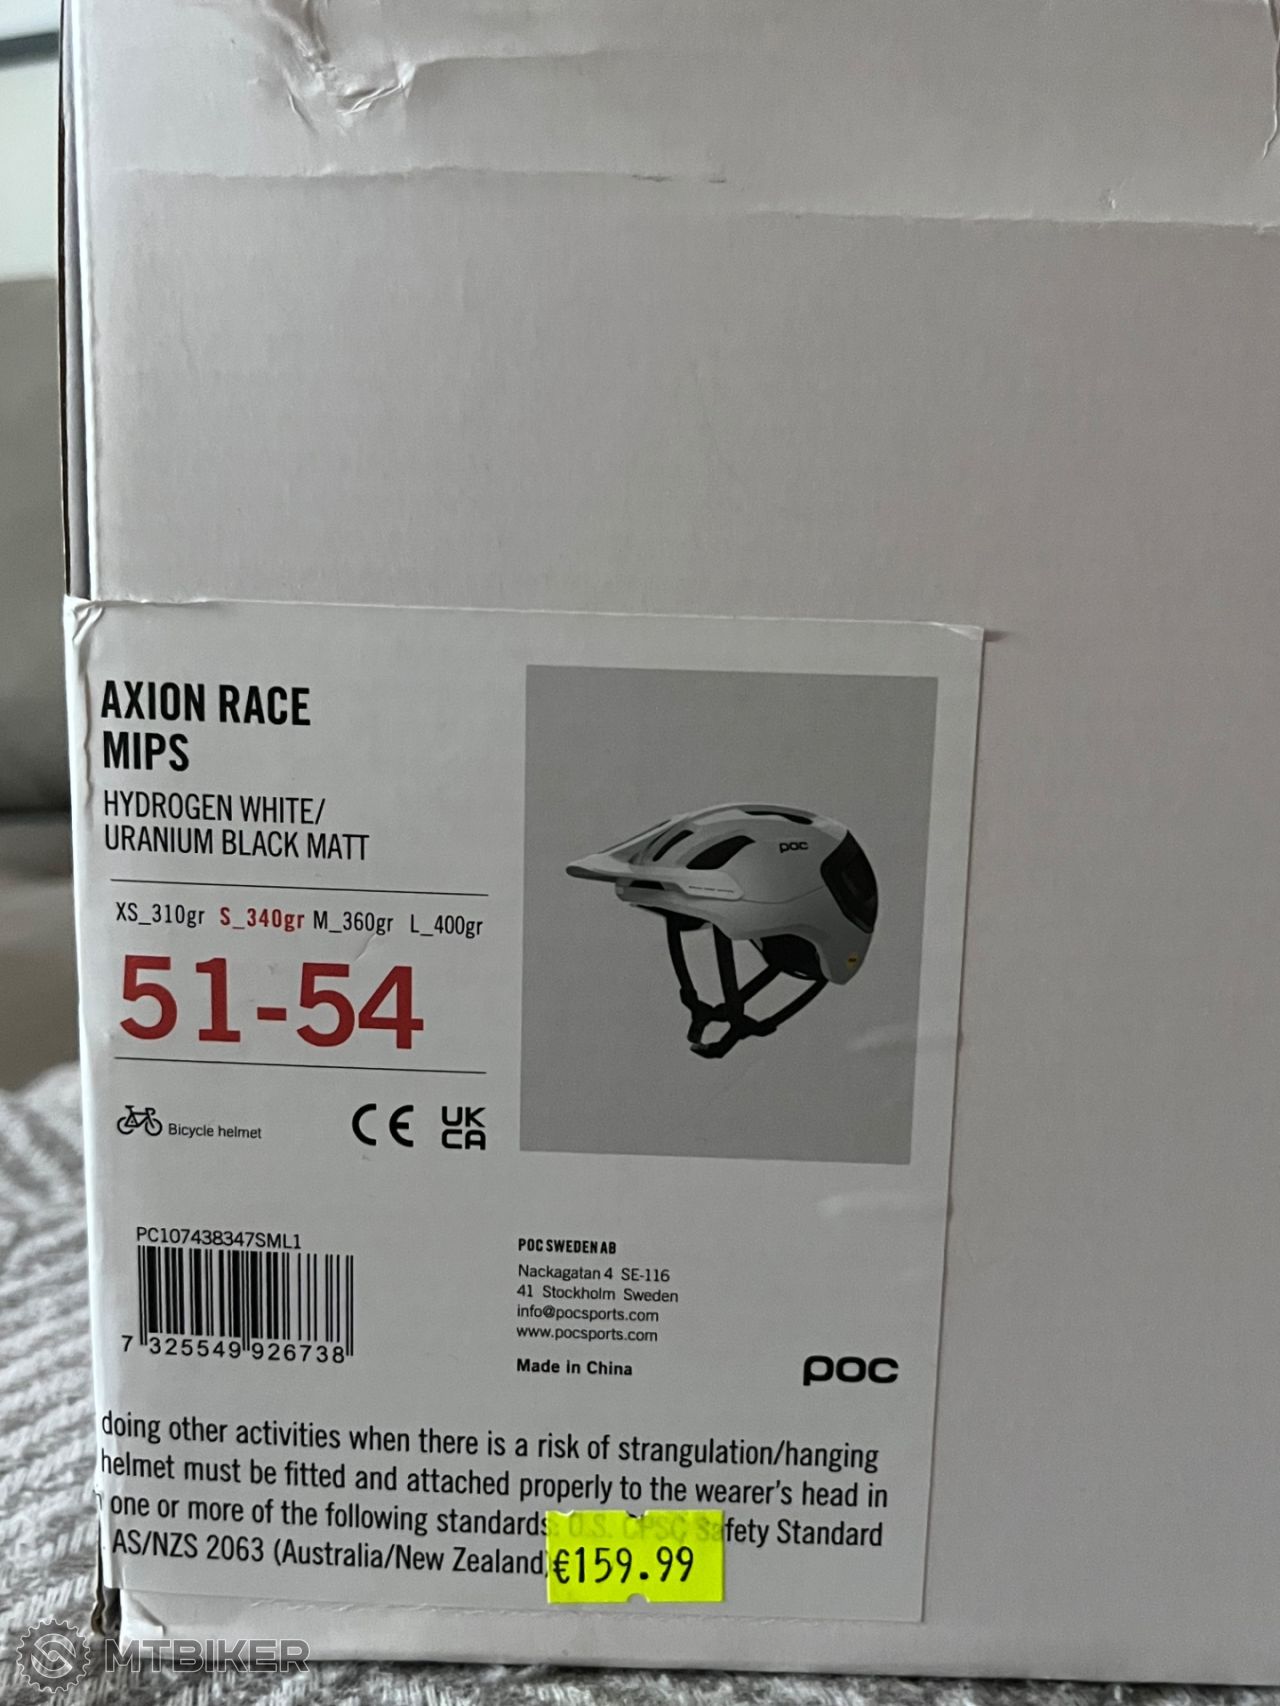 AXION RACE
MIPS
HYDROGEN WHITE/
URANIUM BLACK MATT
XS_310gr S_340gr M_360gr L_400gr
51-54
poc
Bicycle helmet
CE
UK
CA
PC107438347SML1
7 325549 926738
POC SWEDEN AB
Nackagatan 4 SE-116
41 Stockholm Sweden
info@pocsports.com
www.pocsports.com
Made in China
poc
doing other activities when there is a risk of strangulation/hanging
helmet must be fitted and attached properly to the wearer's head in
one or more of the following standards: U.S. CPSC Safety Standard
AS/NZS 2063 (Australia/New Zealand)
€159.99
MTBIKER